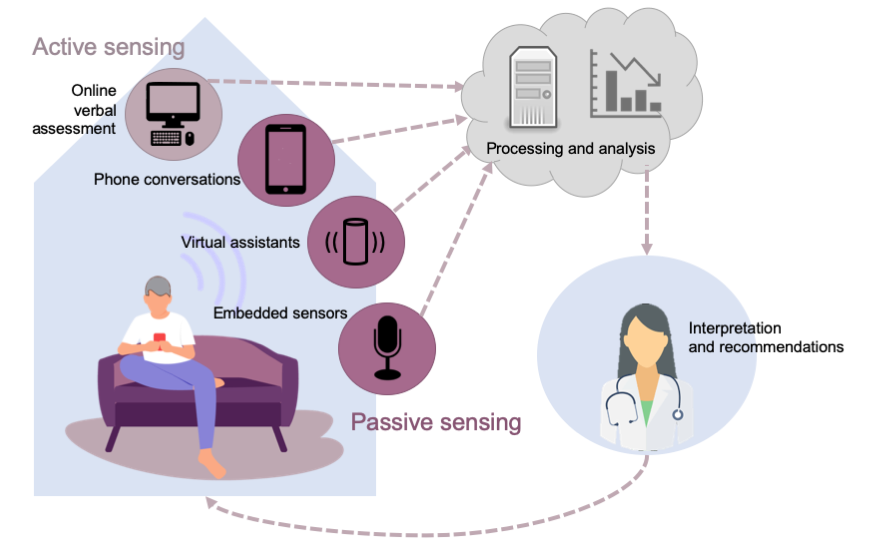 Active sensing
Online
verbal
assessment
Phone conversations
Virtual assistants
Embedded sensors
Passive sensing
Processing and analysis
Interpretation
and recommendations